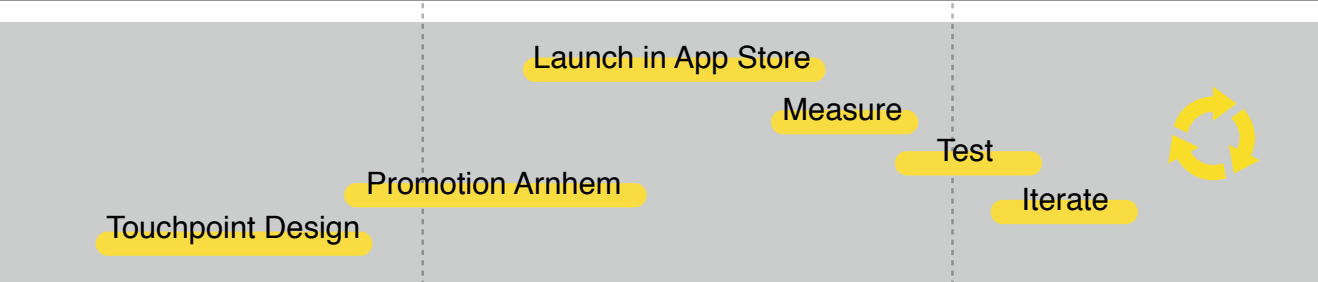 Launch in App Store
Measure
Test
Promotion Arnhem
Iterate
Touchpoint Design